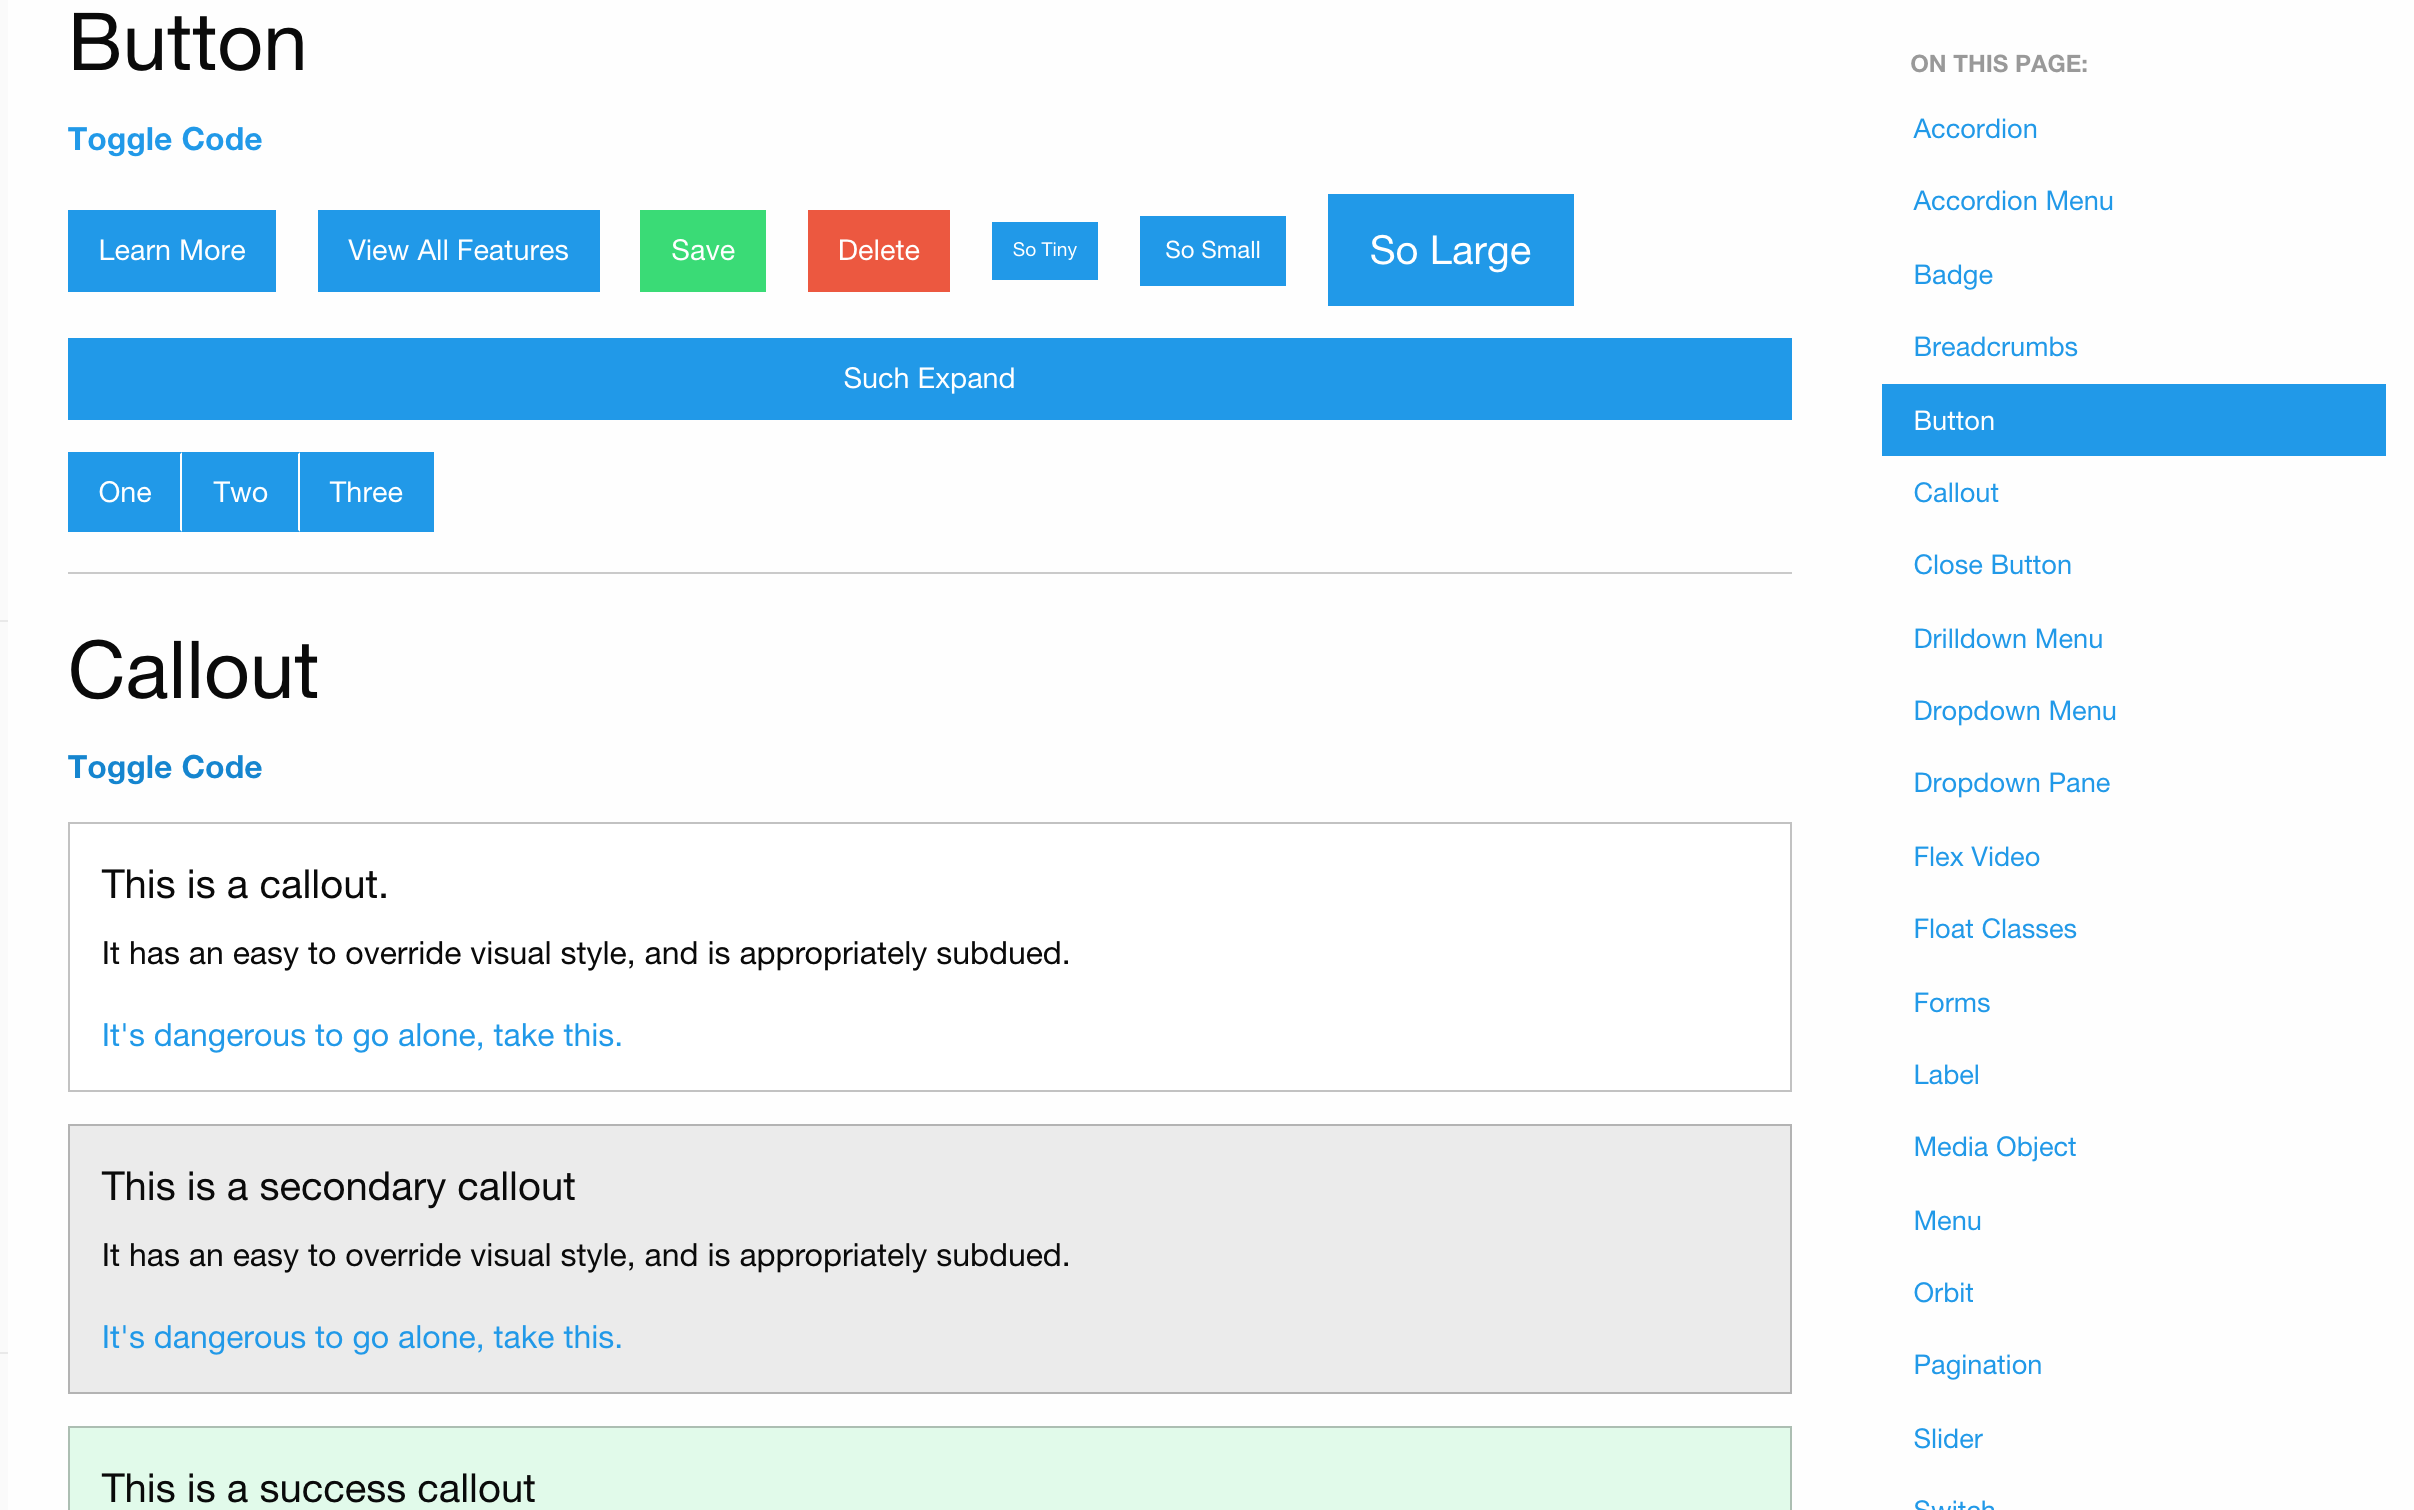 Button
Toggle Code
Learn More
View All Features
Save
Delete
So Tiny
So Small
So Large
Such Expand
One
Two
Three
Callout
Toggle Code
This is a callout.
It has an easy to override visual style, and is appropriately subdued.
It's dangerous to go alone, take this.
This is a secondary callout
It has an easy to override visual style, and is appropriately subdued.
It's dangerous to go alone, take this.
This is a success callout
ON THIS PAGE:
Accordion
Accordion Menu
Badge
Breadcrumbs
Button
Callout
Close Button
Drilldown Menu
Dropdown Menu
Dropdown Pane
Flex Video
Float Classes
Forms
Label
Media Object
Menu
Orbit
Pagination
Slider
Switch